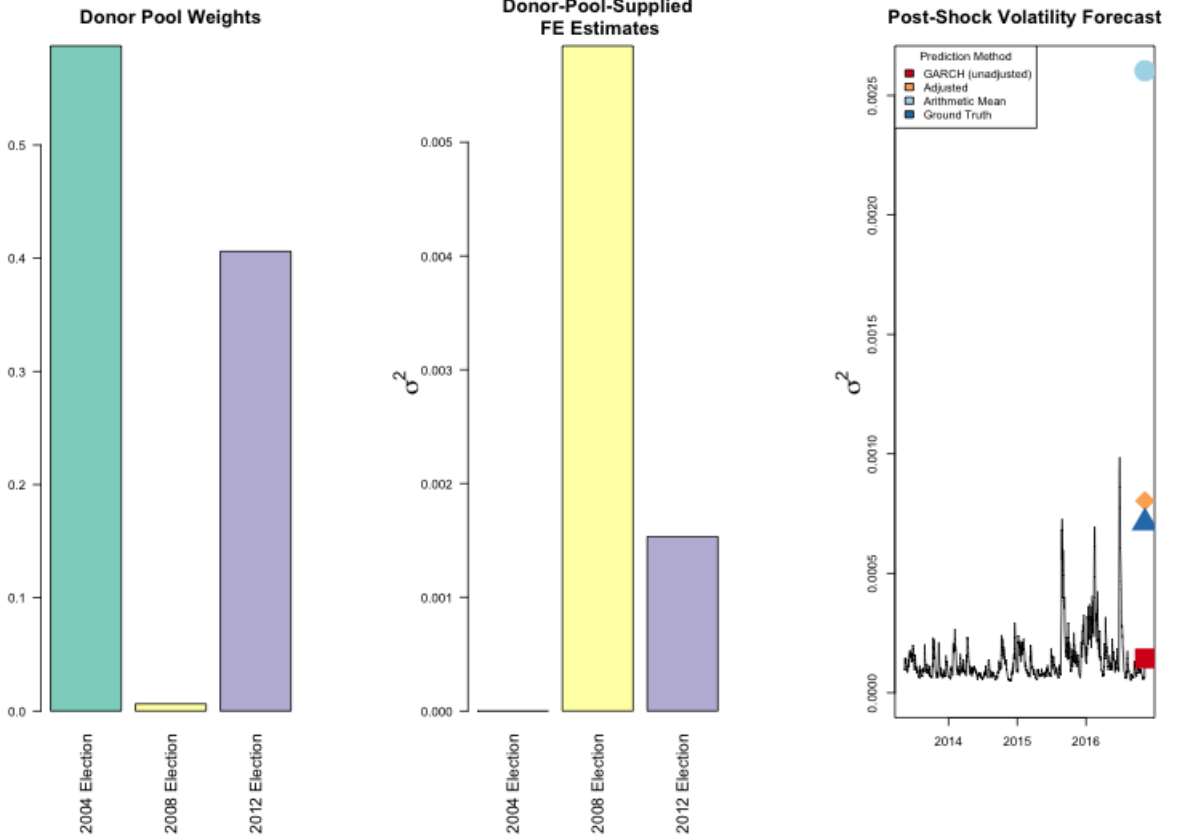 Donor Pool Weights
0.5
0.4
0.3
0.2
0.1
0.0
2004 Election
2008 Election
2012 Election
Donor-Pool-Supplied
FE Estimates
σ²
0.005
0.004
0.003
0.002
0.001
0.000
2004 Election
2008 Election
2012 Election
Post-Shock Volatility Forecast
Prediction Method
GARCH (unadjusted)
Adjusted
Arithmetic Mean
Ground Truth
σ²
0.0025
0.0020
0.0015
0.0010
0.0005
0.0000
2014 2015 2016